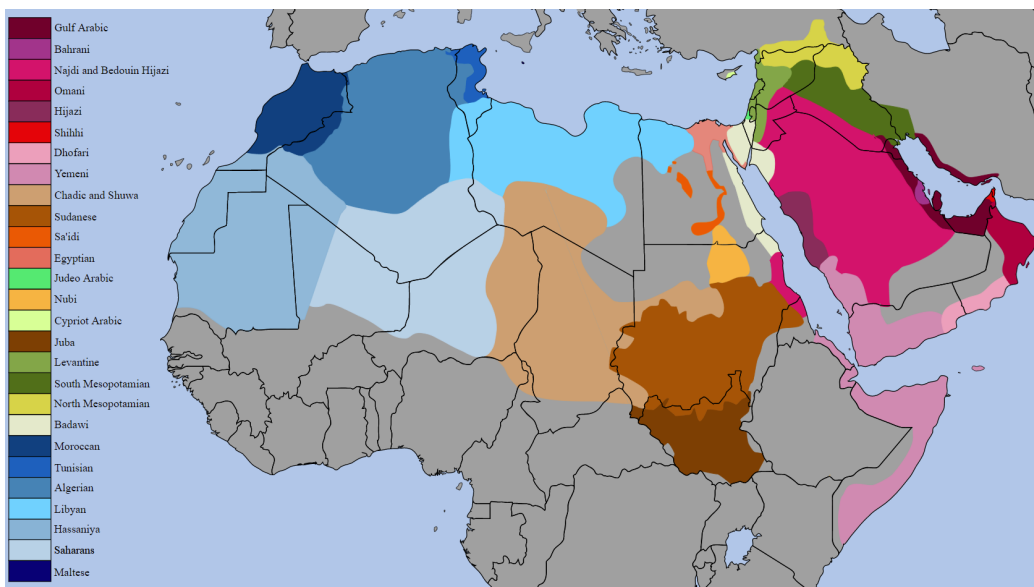 Gulf Arabic
Bahrani
Najdi and Bedouin Hijazi
Omani
Hijazi
Shihhi
Dhofari
Yemeni
Chadic and Shuwa
Sudanese
Sa'idi
Egyptian
Judeo Arabic
Nubi
Cypriot Arabic
Juba
Levantine
South Mesopotamian
North Mesopotamian
Badawi
Moroccan
Tunisian
Algerian
Libyan
Hassaniya
Saharans
Maltese